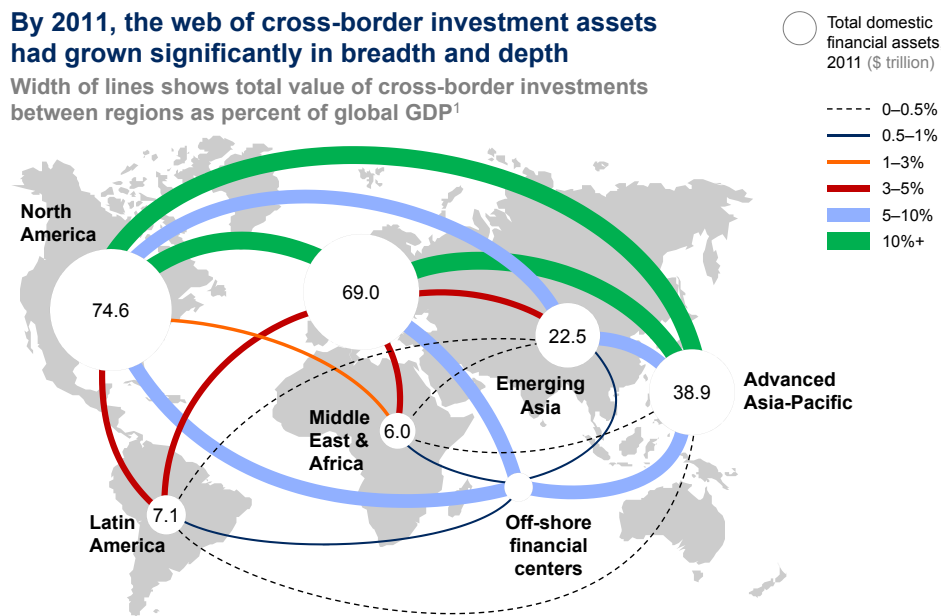 By 2011, the web of cross-border investment assets
had grown significantly in breadth and depth
Width of lines shows total value of cross-border investments
between regions as percent of global GDP1
Total domestic
financial assets
2011 ($ trillion)
0–0.5%
0.5–1%
1–3%
3–5%
5–10%
10%+
North
America
74.6
69.0
22.5
Emerging
Asia
38.9
Advanced
Asia-Pacific
Middle
East &
Africa
6.0
7.1
Latin
America
Off-shore
financial
centers